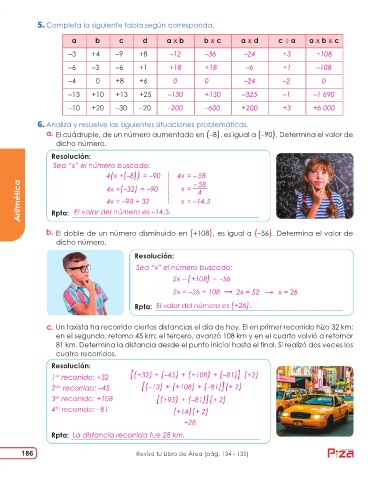 5. Completa la siguiente tabla según corresponda.
a b c d a x b b x c a x d c ÷ a a x b x c
–3 +4 –9 +8 –12 –36 –24 +3 +108
–6 –3 –6 +1 +18 +18 –6 +1 –108
–4 0 +8 +6 0 0 –24 –2 0
–13 +10 +13 +25 –130 +130 –325 –1 –1 690
–10 +20 –30 –20 –200 –600 +200 +3 +6 000
6. Analiza y resuelve las siguientes situaciones problemáticas.
a. El cuádruple, de un número aumentado en (–8), es igual a (–90). Determina el valor de
dicho número.
Resolución:
Sea “x” el número buscado:
4(x +(–8)) = –90 4x = – 58
4x +(–32) = –90 x = –58/4
4x = –90 + 32 x = –14,5
Rpta: El valor del número es –14,5.
Aritmética
b. El doble de un número disminuido en (+108), es igual a (–56). Determina el valor de
dicho número.
Resolución:
Sea “x” el número buscado:
2x – (+108) = –56
2x = –56 + 108 → 2x = 52 → x = 26
Rpta: El valor del número es (+26).
c. Un taxista ha recorrido ciertas distancias el día de hoy. El en primer recorrido hizo 32 km;
en el segundo, retorno 45 km; el tercero, avanzó 108 km y en el cuarto volvió a retornar
81 km. Determina la distancia desde el punto inicial hasta el final. Si realizó dos veces los
cuatro recorridos.
Resolución:
1er recorrido: +32 [(+32) + (–45) + (+108) + (–81)] (+2)
2do recorrido: –45 [(–13) + (+108) + (–81)](+ 2)
3er recorrido: +108 [(+95) + (–81)](+ 2)
4to recorrido: –81 (+14)(+ 2)
+28
Rpta: La distancia recorrida fue 28 km.
186 Revisa tu Libro de Área (pág. 134 - 135) Piza